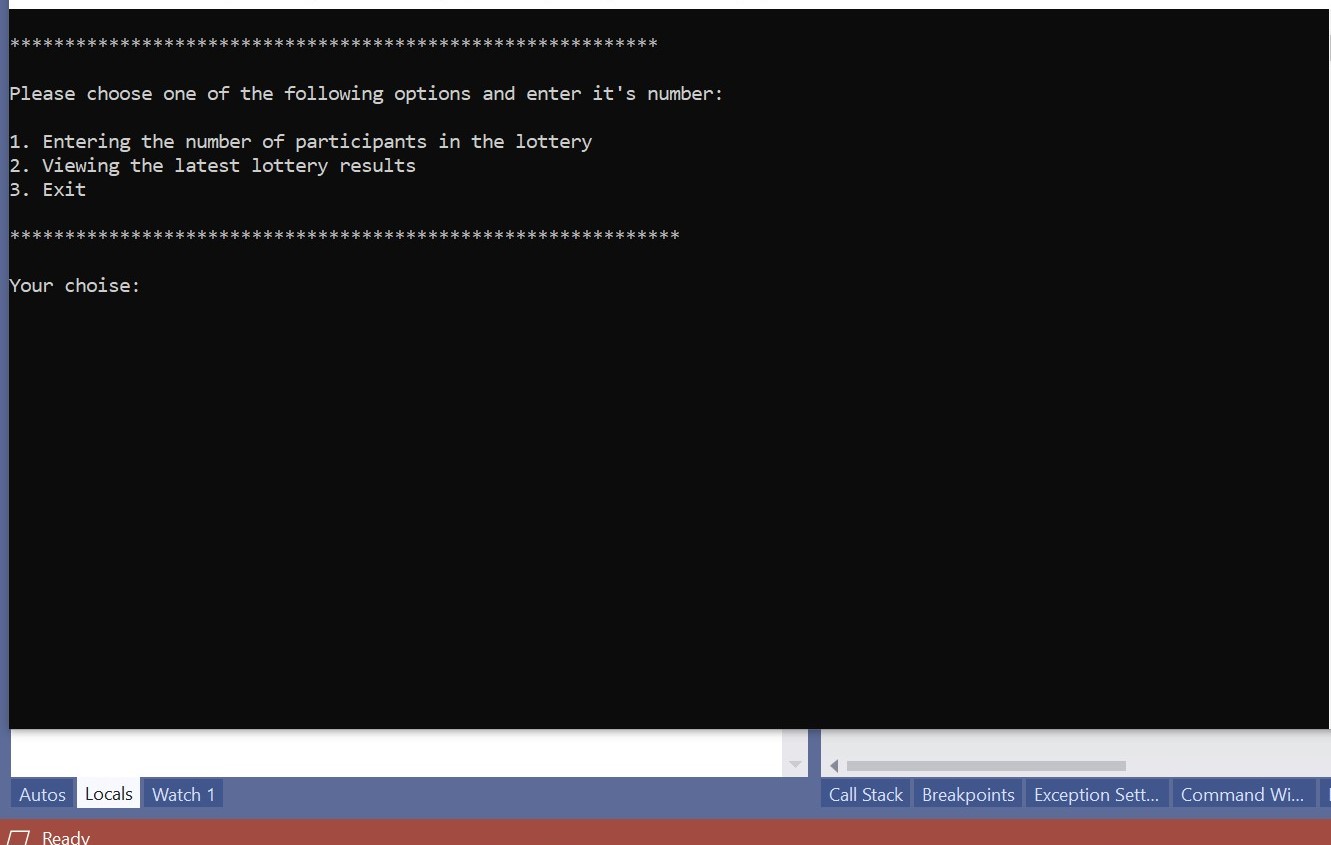 ***********************************************************
Please choose one of the following options and enter it's number:
1. Entering the number of participants in the lottery
2. Viewing the latest lottery results
3. Exit
*************************************************************
Your choise:
Autos Locals Watch 1 Call Stack Breakpoints Exception Sett... Command Wi...
Ready